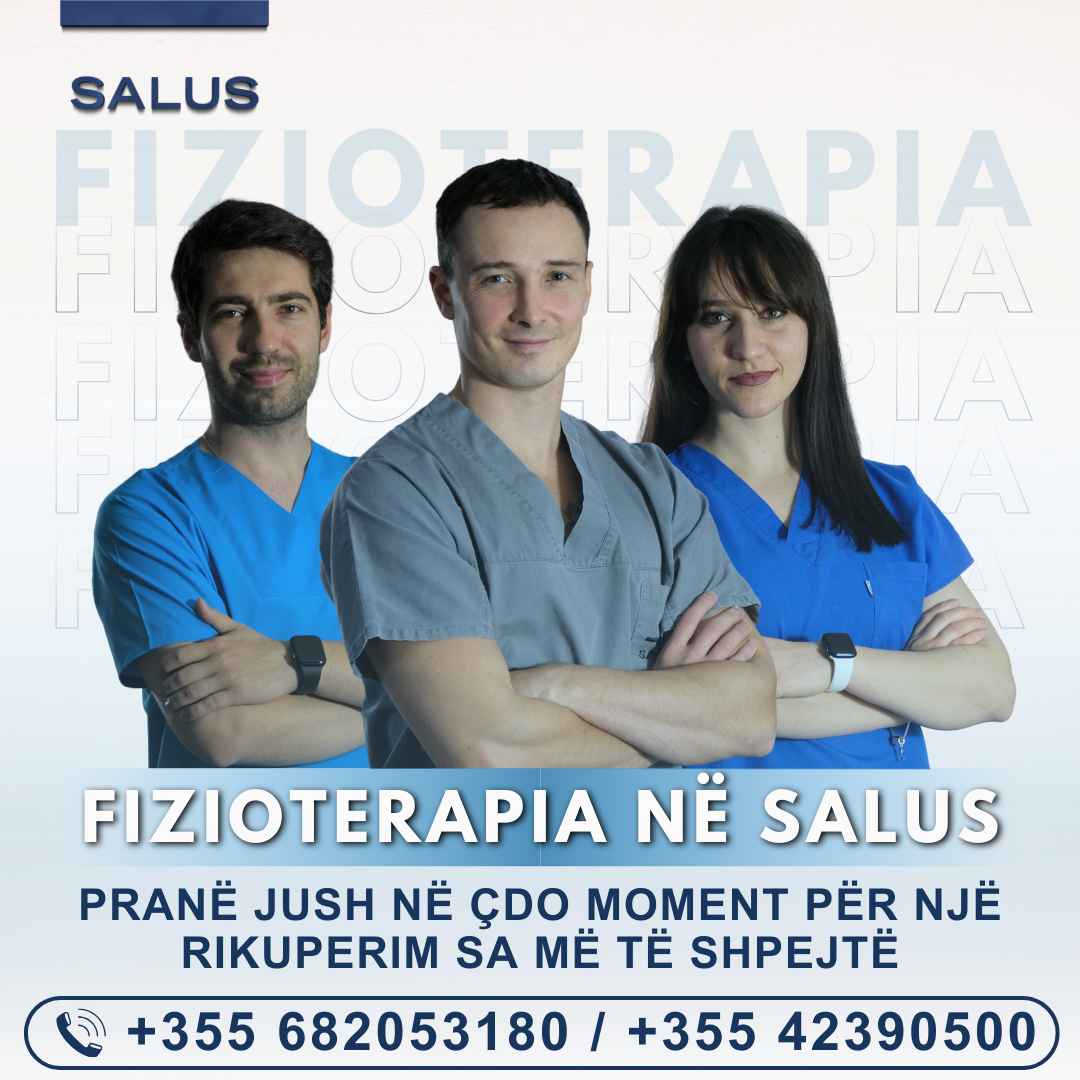 SALUS
FIZIOTERAPIA
FIZIOTERAPIA
FIZIOTERAPIA
FIZIOTERAPIA
FIZIOTERAPIA
FIZIOTERAPIA NË SALUS
PRANË JUSH NË ÇDO MOMENT PËR NJË
RIKUPERIM SA MË TË SHPEJTË
+355 682053180 / +355 42390500